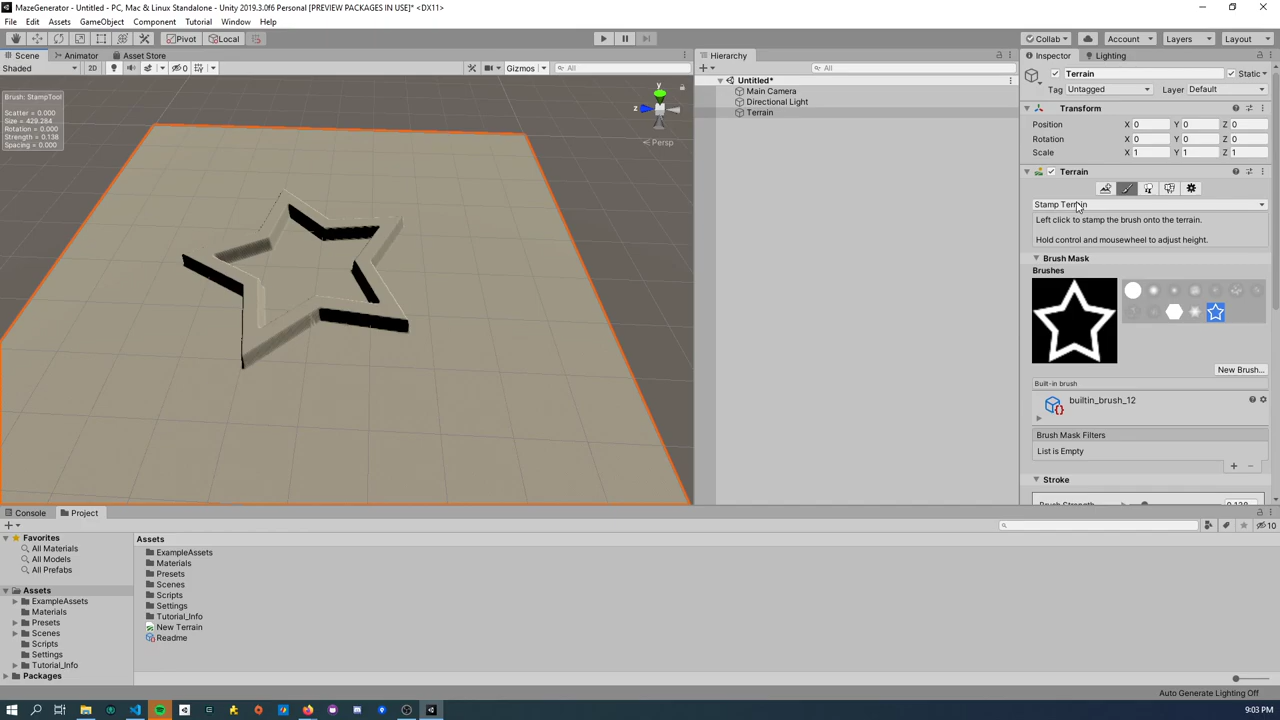 MazeGenerator - Untitled - PC, Mac & Linux Standalone - Unity 2019.3.0f6 Personal [PREVIEW PACKAGES IN USE]* <DX11>
File Edit Assets GameObject Component Tutorial Window Help
Pivot Local Collab Account Layers Layout
Scene Animator Asset Store
Shaded 2D 0 Gizmos All
Brush: StampTool
Scatter = 0.000
Size = 429.284
Rotation = 0.000
Strength = 0.138
Spacing = 0.000
y
z
Persp
Hierarchy
All
Untitled*
Main Camera
Directional Light
Terrain
Inspector Lighting
Terrain Static
Tag Untagged Layer Default
Transform
Position X 0 Y 0 Z 0
Rotation X 0 Y 0 Z 0
Scale X 1 Y 1 Z 1
Terrain
Stamp Terrain
Left click to stamp the brush onto the terrain.
Hold control and mousewheel to adjust height.
Brush Mask
Brushes
New Brush...
Built-in brush
builtin_brush_12
Brush Mask Filters
List is Empty
Stroke
Brush Strength 0.138
Console Project
10
Favorites
All Materials
All Models
All Prefabs
Assets
ExampleAssets
Materials
Presets
Scenes
Scripts
Settings
Tutorial_Info
Packages
Assets
ExampleAssets
Materials
Presets
Scenes
Scripts
Settings
Tutorial_Info
New Terrain
Readme
Auto Generate Lighting Off
9:03 PM